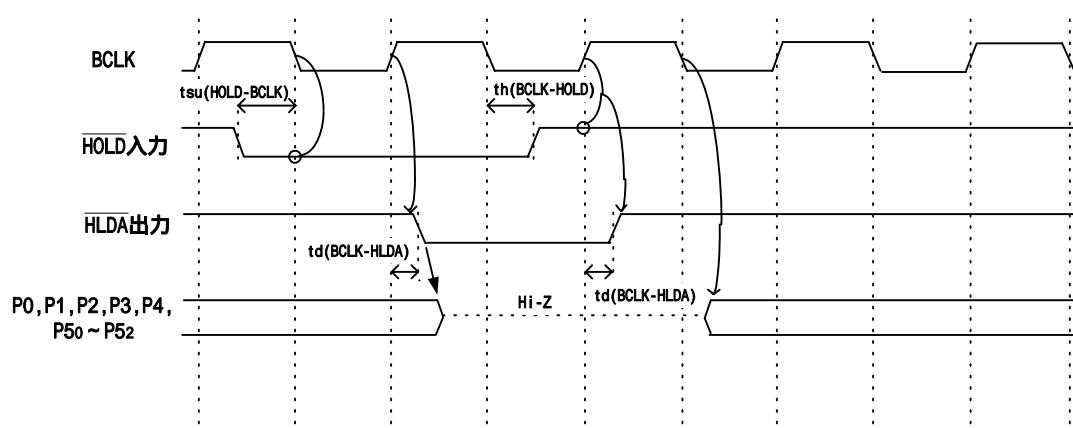 BCLK
tsu(HOLD-BCLK)
th(BCLK-HOLD)
HOLD入力
HLDA出力
td(BCLK-HLDA)
td(BCLK-HLDA)
Hi-Z
P0,P1,P2,P3,P4,
P50~P52